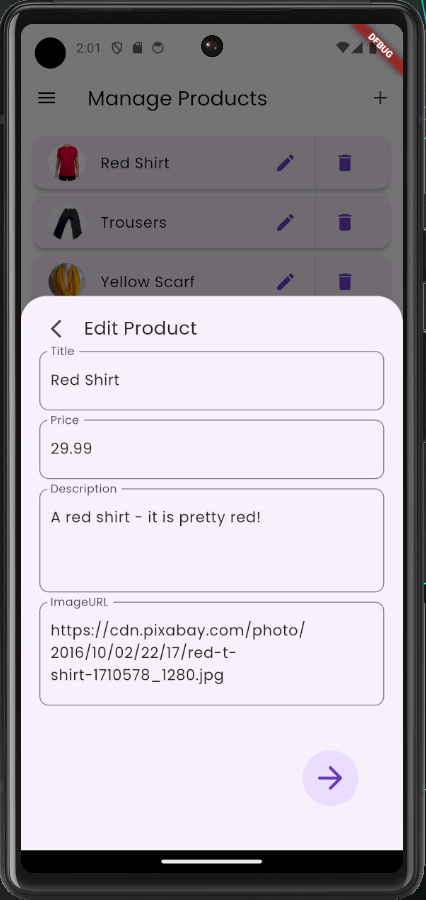 2:01
DEBUG
Manage Products
Red Shirt
Trousers
Yellow Scarf
Edit Product
Title
Red Shirt
Price
29.99
Description
A red shirt - it is pretty red!
ImageURL
https://cdn.pixabay.com/photo/
2016/10/02/22/17/red-t-
shirt-1710578_1280.jpg